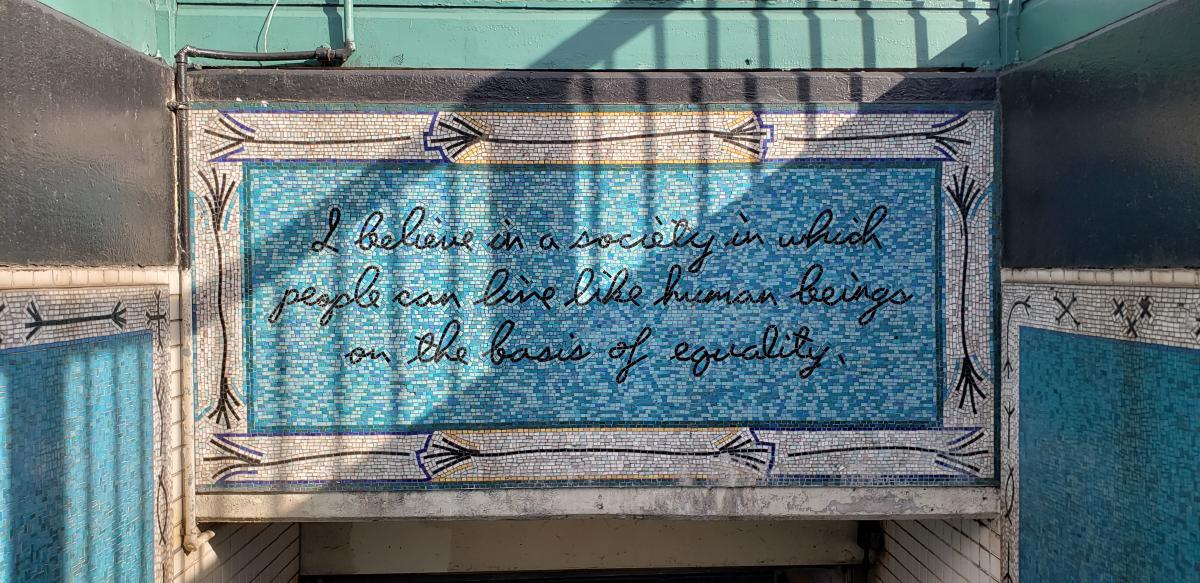 I believe in a society in which
people can live like human beings
on the basis of equality.